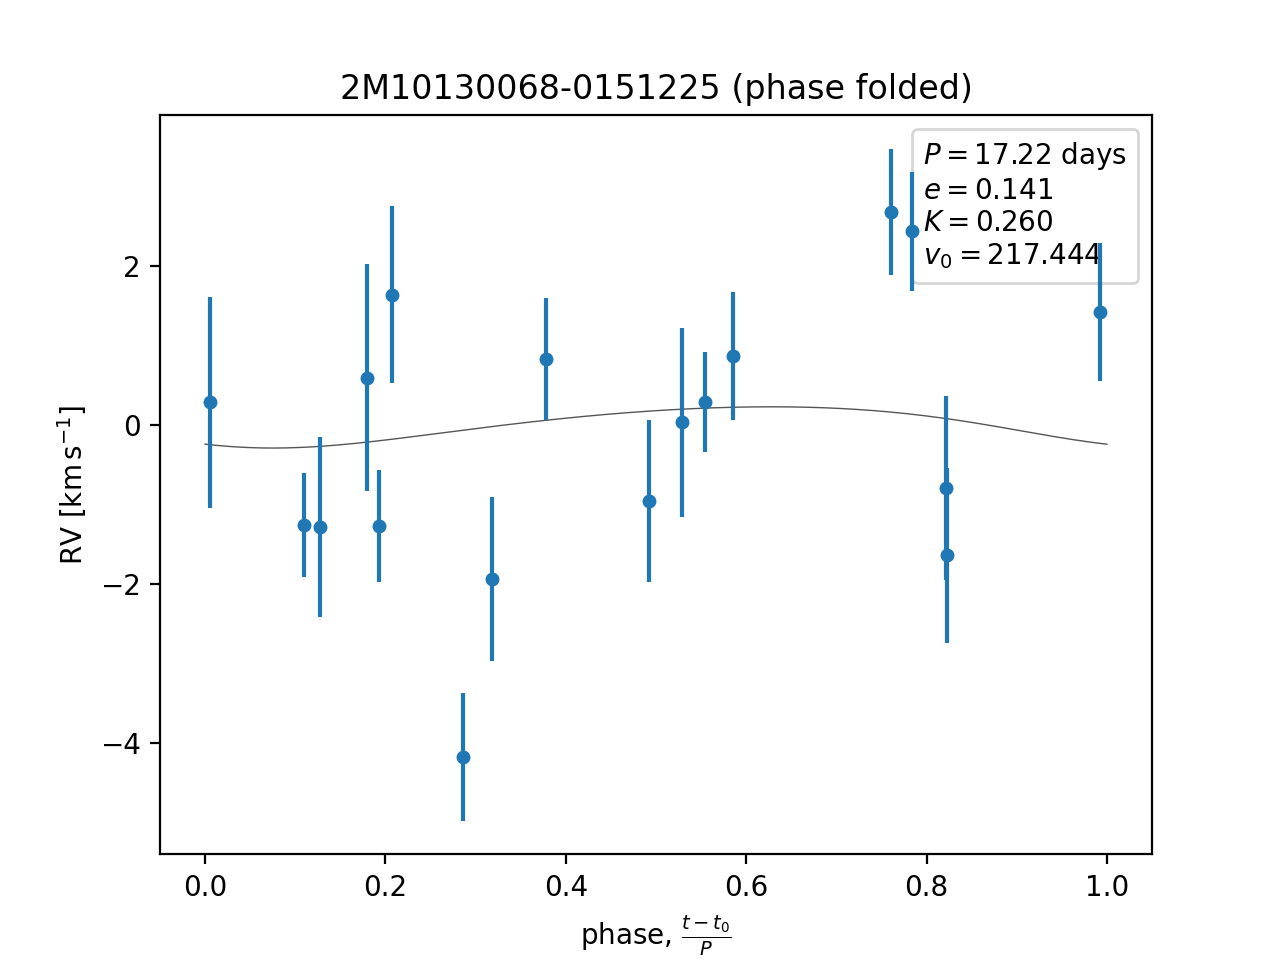 2M10130068-0151225 (phase folded)
P = 17.22 days
e = 0.141
K = 0.260
v₀ = 217.444
2
0
−2
−4
RV [km s⁻¹]
0.0 0.2 0.4 0.6 0.8 1.0
phase, (t − t₀)/P